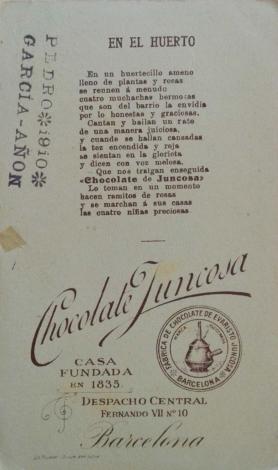 EN EL HUERTO
En un huertecillo ameno
lleno de plantas y rosas
se reunen á menudo
cuatro muchachas hermosas
que son del barrio la envidia
por lo honestas y graciosas.
Cantan y bailan un rato
de una manera juiciosa,
y cuando se hallan cansadas
la tez encendida y roja
se sientan en la glorieta
y dicen con voz melosa.
Que nos traigan enseguida
«Chocolate de Juncosa»
Lo toman en un momento
hacen ramitos de rosas
y se marchan á sus casas
las cuatro niñas preciosas
PEDRO 1910
GARCÍA-AÑON
Chocolate Juncosa
FÁBRICA DE CHOCOLATE DE EVARISTO JUNCOSA
BARCELONA
CASA
FUNDADA
EN 1835.
DESPACHO CENTRAL
FERNANDO VII Nº 10
Barcelona